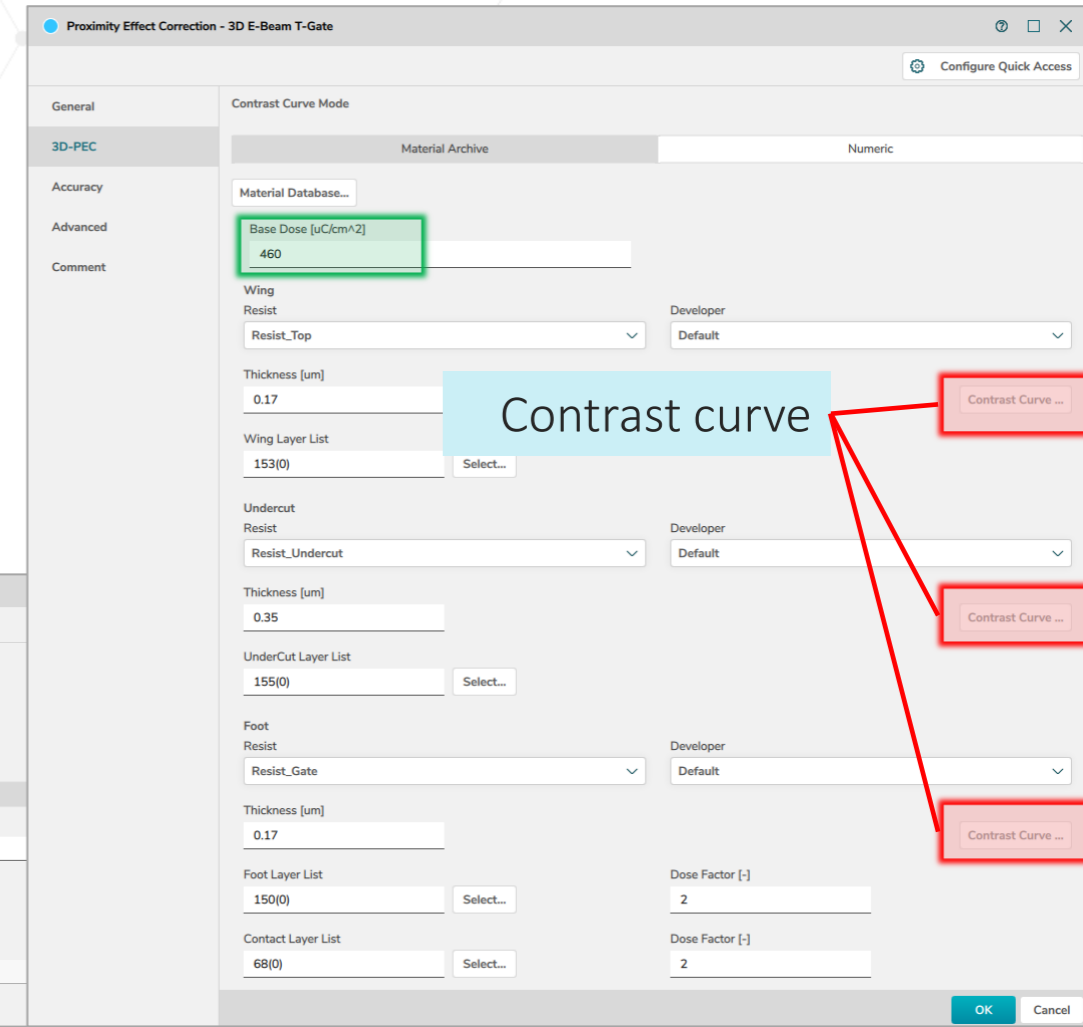 Proximity Effect Correction - 3D E-Beam T-Gate
Configure Quick Access
General
3D-PEC
Accuracy
Advanced
Comment
Contrast Curve Mode
Material Archive Numeric
Material Database...
Base Dose [uC/cm^2]
460
Wing
Resist Developer
Resist_Top Default
Thickness [um]
0.17 Contrast curve Contrast Curve ...
Wing Layer List
153(0) Select...
Undercut
Resist Developer
Resist_Undercut Default
Thickness [um]
0.35 Contrast Curve ...
UnderCut Layer List
155(0) Select...
Foot
Resist Developer
Resist_Gate Default
Thickness [um]
0.17 Contrast Curve ...
Foot Layer List Dose Factor [-]
150(0) Select... 2
Contact Layer List Dose Factor [-]
68(0) Select... 2
OK Cancel